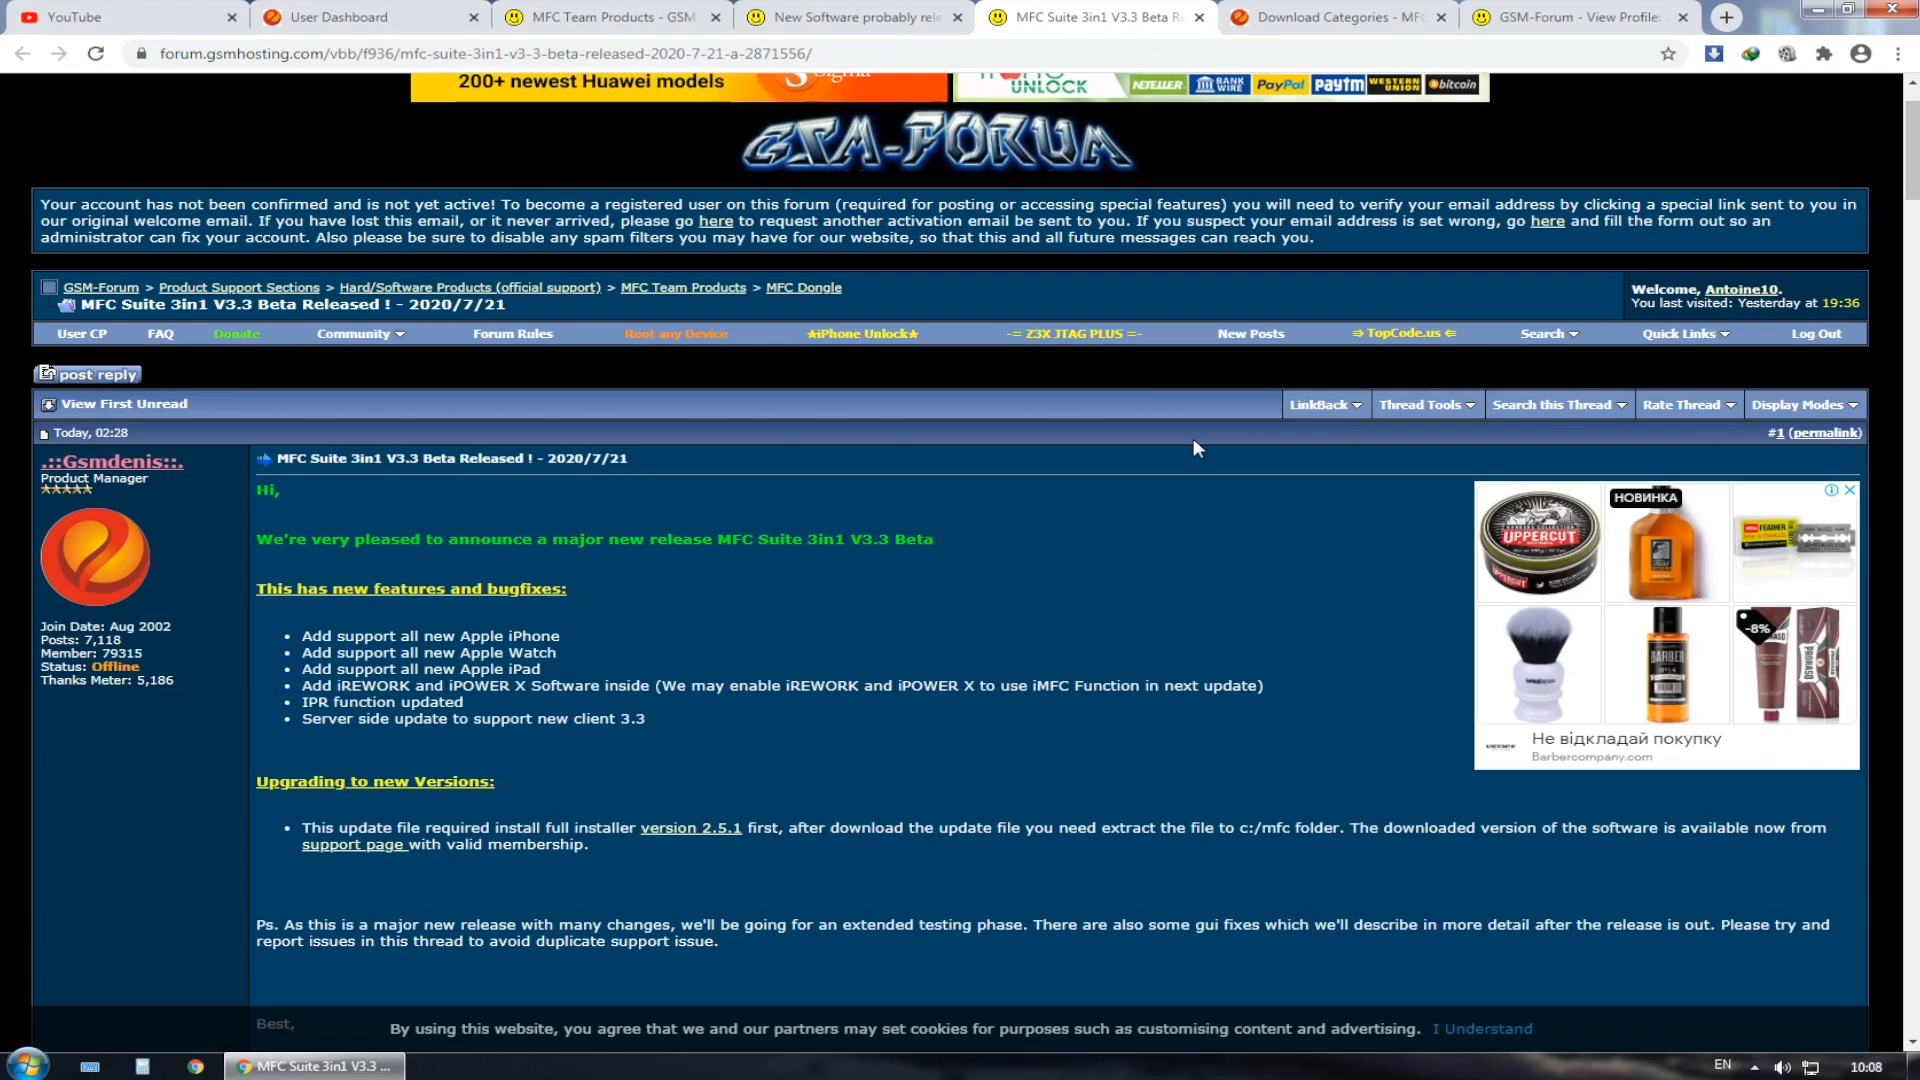 YouTube
User Dashboard
MFC Team Products - GSM
New Software probably rele
MFC Suite 3in1 V3.3 Beta Re
Download Categories - MFC
GSM-Forum - View Profile:
forum.gsmhosting.com/vbb/f936/mfc-suite-3in1-v3-3-beta-released-2020-7-21-a-2871556/
200+ newest Huawei models
Sigma
UNLOCK
NETELLER
BANK WIRE
PayPal
Paytm
WESTERN UNION
bitcoin
GSM-FORUM
Your account has not been confirmed and is not yet active! To become a registered user on this forum (required for posting or accessing special features) you will need to verify your email address by clicking a special link sent to you in
our original welcome email. If you have lost this email, or it never arrived, please go here to request another activation email be sent to you. If you suspect your email address is set wrong, go here and fill the form out so an
administrator can fix your account. Also please be sure to disable any spam filters you may have for our website, so that this and all future messages can reach you.
GSM-Forum > Product Support Sections > Hard/Software Products (official support) > MFC Team Products > MFC Dongle
MFC Suite 3in1 V3.3 Beta Released ! - 2020/7/21
Welcome, Antoine10.
You last visited: Yesterday at 19:36
User CP
FAQ
Donate
Community
Forum Rules
Root any Device
★iPhone Unlock★
-= Z3X JTAG PLUS =-
New Posts
⇒ TopCode.us ⇐
Search
Quick Links
Log Out
post reply
View First Unread
LinkBack
Thread Tools
Search this Thread
Rate Thread
Display Modes
Today, 02:28
#1 (permalink)
.::Gsmdenis::.
Product Manager
Join Date: Aug 2002
Posts: 7,118
Member: 79315
Status: Offline
Thanks Meter: 5,186
MFC Suite 3in1 V3.3 Beta Released ! - 2020/7/21
Hi,
We're very pleased to announce a major new release MFC Suite 3in1 V3.3 Beta
This has new features and bugfixes:
• Add support all new Apple iPhone
• Add support all new Apple Watch
• Add support all new Apple iPad
• Add iREWORK and iPOWER X Software inside (We may enable iREWORK and iPOWER X to use iMFC Function in next update)
• IPR function updated
• Server side update to support new client 3.3
НОВИНКА
UPPERCUT
FEATHER
BARBER
-8%
PRORASO
Не відкладай покупку
Barbercompany.com
Upgrading to new Versions:
• This update file required install full installer version 2.5.1 first, after download the update file you need extract the file to c:/mfc folder. The downloaded version of the software is available now from
support page with valid membership.
Ps. As this is a major new release with many changes, we'll be going for an extended testing phase. There are also some gui fixes which we'll describe in more detail after the release is out. Please try and
report issues in this thread to avoid duplicate support issue.
Best,
By using this website, you agree that we and our partners may set cookies for purposes such as customising content and advertising. I Understand
MFC Suite 3in1 V3.3 ...
EN
10:08